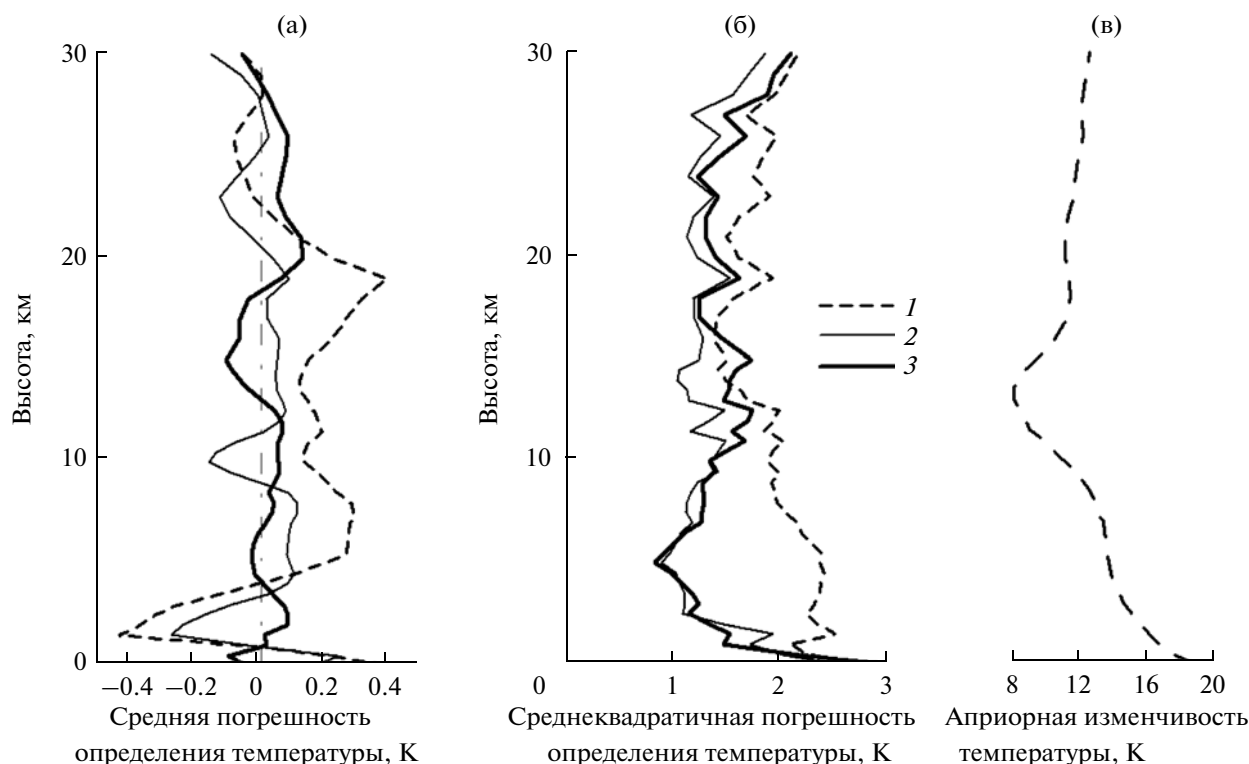 (а)
(б)
(в)
30
20
10
0
Высота, км
−0.4 −0.2 0 0.2 0.4
Средняя погрешность
определения температуры, K
30
20
10
Высота, км
0 1 2 3
Среднеквадратичная погрешность
определения температуры, K
1
2
3
8 12 16 20
Априорная изменчивость
температуры, K